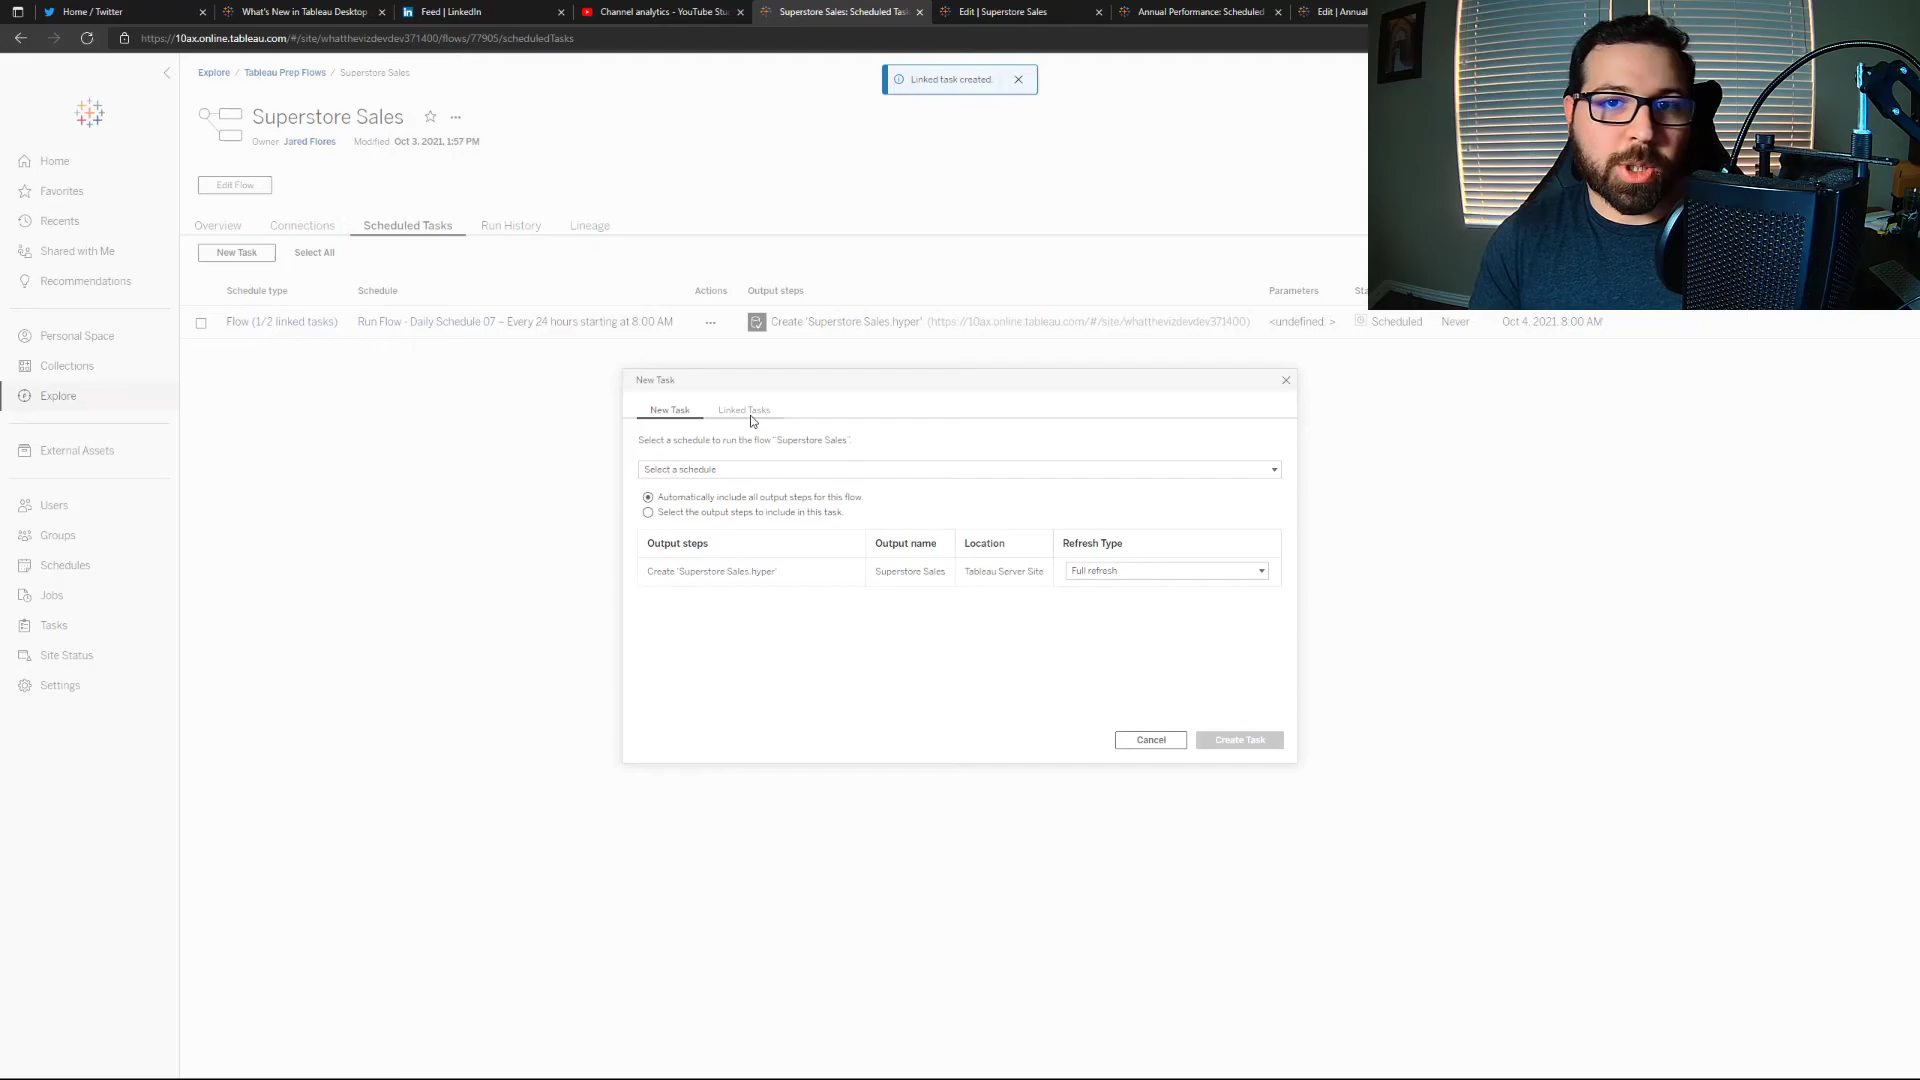 Home / Twitter
What's New in Tableau Desktop
Feed | LinkedIn
Channel analytics - YouTube Stu
Superstore Sales: Scheduled Tas
Edit | Superstore Sales
Annual Performance: Scheduled
Edit | Annual
https://10ax.online.tableau.com/#/site/whatthevizdevdev371400/flows/77905/scheduledTasks
Explore / Tableau Prep Flows / Superstore Sales
Linked task created.
Superstore Sales
Owner Jared Flores Modified Oct 3, 2021, 1:57 PM
Edit Flow
Home
Favorites
Recents
Shared with Me
Recommendations
Personal Space
Collections
Explore
External Assets
Users
Groups
Schedules
Jobs
Tasks
Site Status
Settings
Overview Connections Scheduled Tasks Run History Lineage
New Task Select All
Schedule type Schedule Actions Output steps Parameters Sta
Flow (1/2 linked tasks) Run Flow - Daily Schedule 07 – Every 24 hours starting at 8:00 AM ... Create 'Superstore Sales.hyper' (https://10ax.online.tableau.com/#/site/whatthevizdevdev371400) <undefined: > Scheduled Never Oct 4, 2021, 8:00 AM
New Task
New Task Linked Tasks
Select a schedule to run the flow "Superstore Sales".
Select a schedule
Automatically include all output steps for this flow.
Select the output steps to include in this task.
Output steps Output name Location Refresh Type
Create 'Superstore Sales.hyper' Superstore Sales Tableau Server Site Full refresh
Cancel Create Task